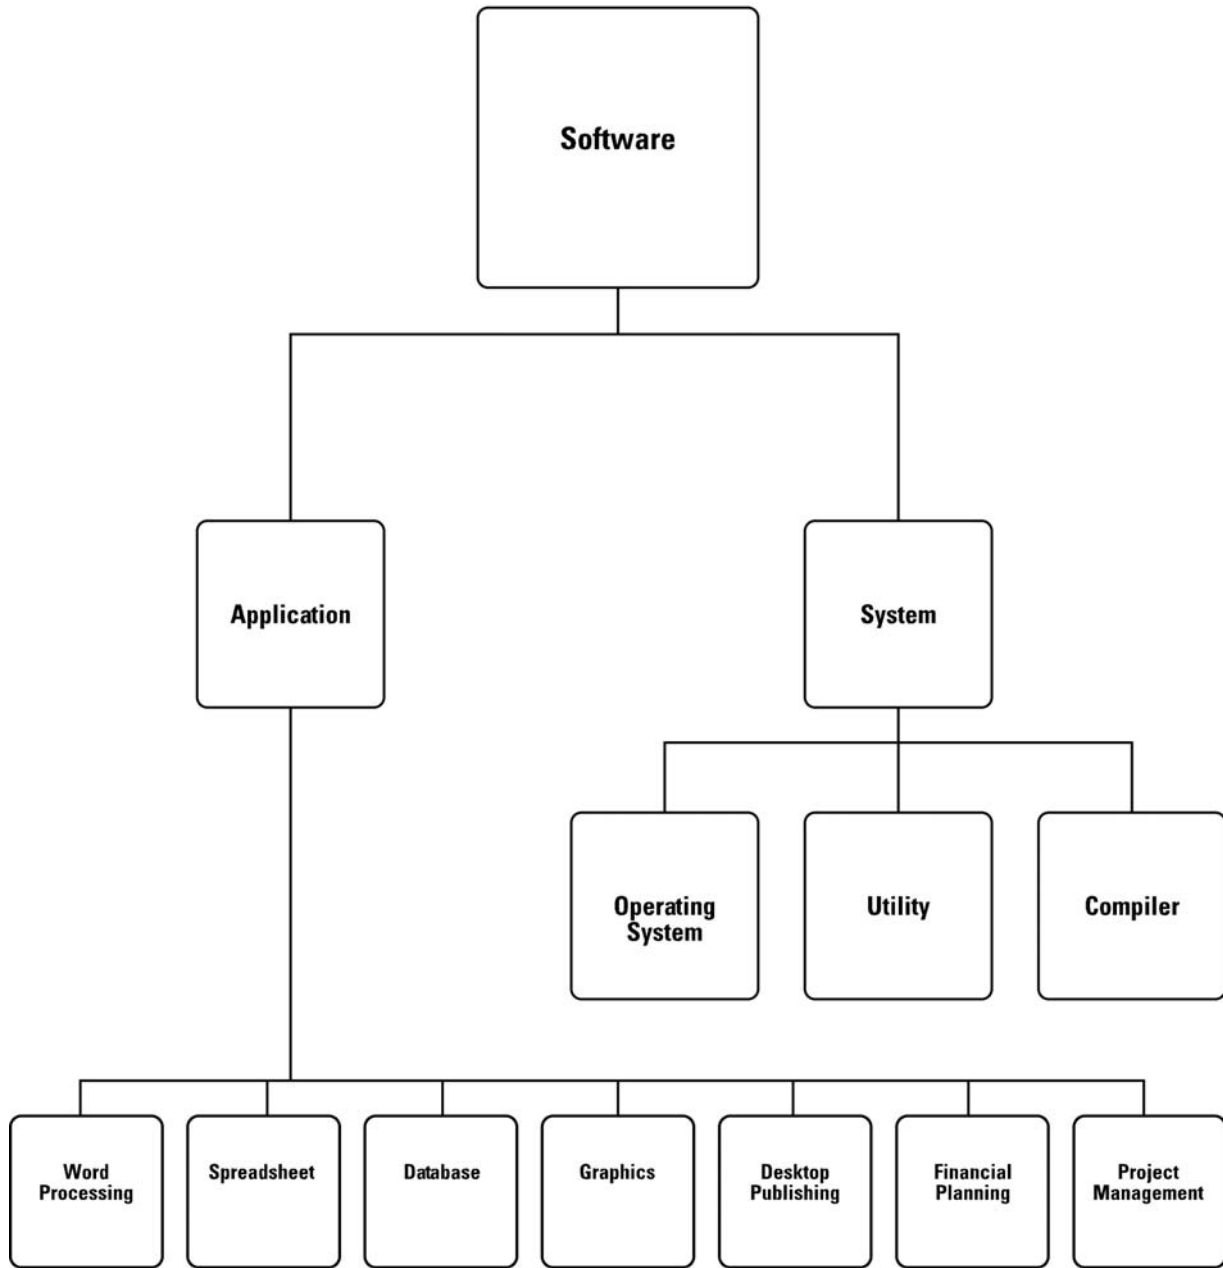 Software
Application
System
Operating
System
Utility
Compiler
Word
Processing
Spreadsheet
Database
Graphics
Desktop
Publishing
Financial
Planning
Project
Management